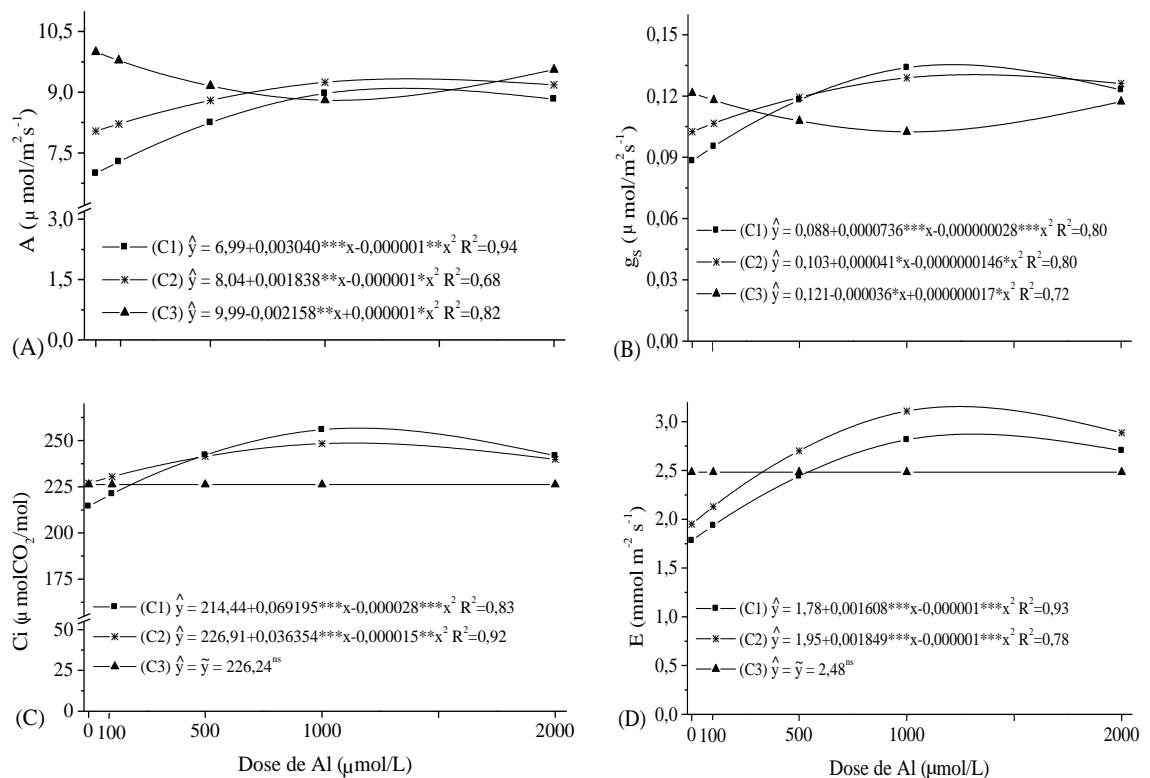 10,5
9,0
7,5
3,0
1,5
0,0
A (μ mol/m² s⁻¹)
(C1) ŷ = 6,99+0,003040***x-0,000001**x² R²=0,94
(C2) ŷ = 8,04+0,001838**x-0,000001*x² R²=0,68
(C3) ŷ = 9,99-0,002158**x+0,000001*x² R²=0,82
(A)
0,15
0,12
0,09
0,06
0,03
0,00
gs (μ mol/m² s⁻¹)
(C1) ŷ = 0,088+0,0000736***x-0,000000028***x² R²=0,80
(C2) ŷ = 0,103+0,000041*x-0,0000000146*x² R²=0,80
(C3) ŷ = 0,121-0,000036*x+0,000000017*x² R²=0,72
(B)
250
225
200
175
50
25
0
Ci (μ molCO₂/mol)
(C1) ŷ = 214,44+0,069195***x-0,000028***x² R²=0,83
(C2) ŷ = 226,91+0,036354***x-0,000015**x² R²=0,92
(C3) ŷ = ỹ = 226,24ⁿˢ
(C)
0 100 500 1000 2000
Dose de Al (μmol/L)
3,0
2,5
2,0
1,5
1,0
0,5
0,0
E (mmol m⁻² s⁻¹)
(C1) ŷ = 1,78+0,001608***x-0,000001***x² R²=0,93
(C2) ŷ = 1,95+0,001849***x-0,000001***x² R²=0,78
(C3) ŷ = ỹ = 2,48ⁿˢ
(D)
0 100 500 1000 2000
Dose de Al (μmol/L)